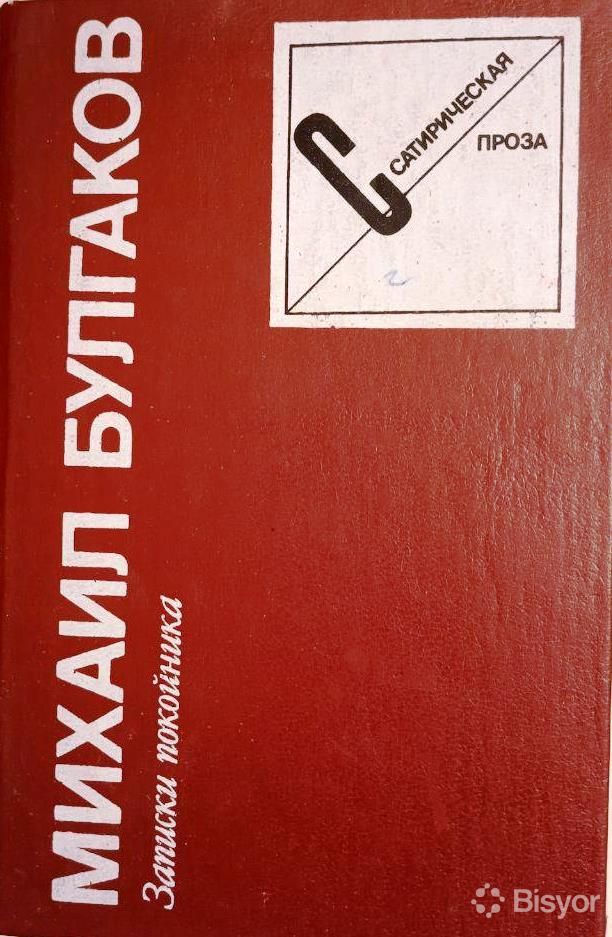 МИХАИЛ БУЛГАКОВ
Записки покойника
С
САТИРИЧЕСКАЯ
ПРОЗА
Bisyor